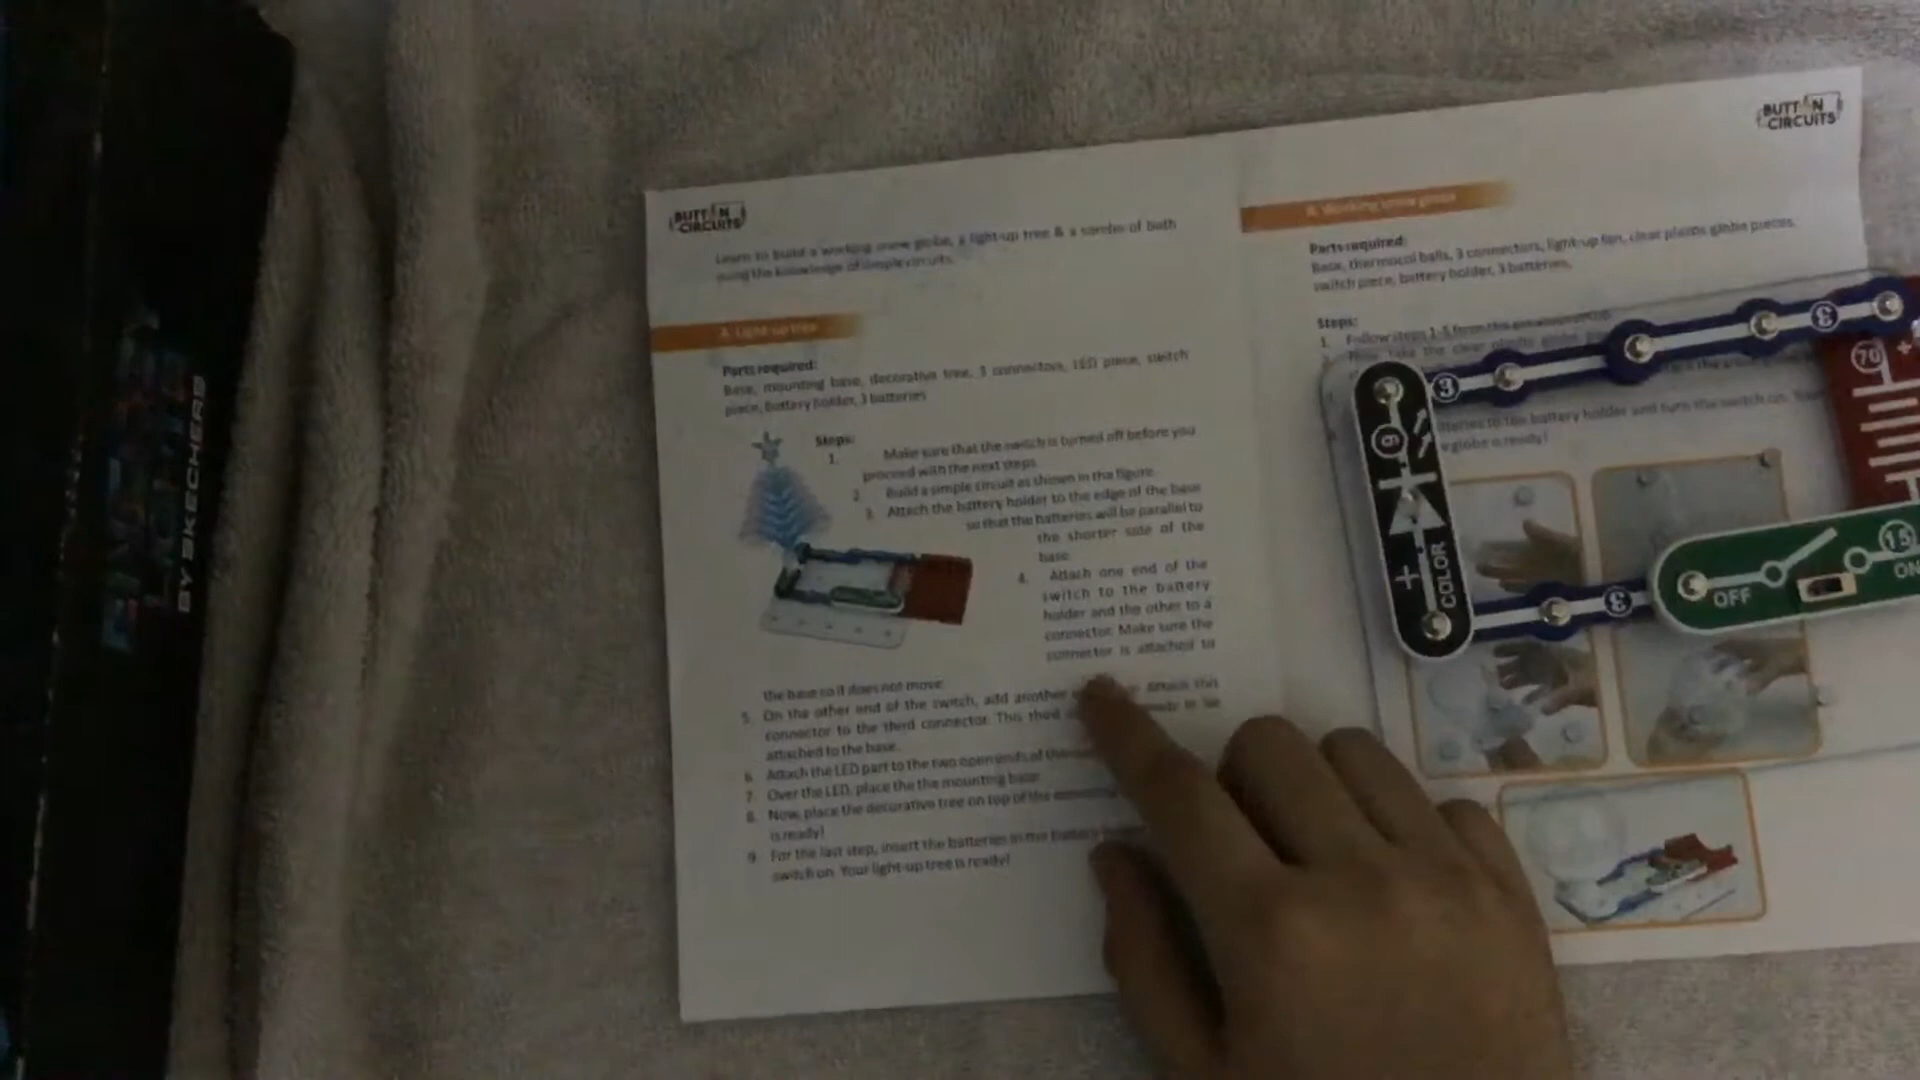 BUTTON
CIRCUITS
Learn to build a working snow globe, a light-up tree & a combo of both
using the knowledge of simple circuits.
A. Light-up tree
Parts required:
Base, mounting base, decorative tree, 3 connectors, LED piece, switch
piece, battery holder, 3 batteries
Steps:
1. Make sure that the switch is turned off before you
proceed with the next steps.
2. Build a simple circuit as shown in the figure.
3. Attach the battery holder to the edge of the base
so that the batteries will be parallel to
the shorter side of the
base.
4. Attach one end of the
switch to the battery
holder and the other to a
connector. Make sure the
connector is attached to
the base so it does not move.
5. On the other end of the switch, add another Attach this
connector to the third connector. This third needs to be
attached to the base.
6. Attach the LED part to the two open ends of
7. Over the LED, place the the mounting base
8. Now, place the decorative tree on top of the
is ready!
9. For the last step, insert the batteries in the battery
switch on. Your light-up tree is ready!
BUTTON
CIRCUITS
B. Working snow globe
Parts required:
Base, thermocol balls, 3 connectors, light-up fan, clear plastic globe pieces,
switch piece, battery holder, 3 batteries.
Steps:
1. Follow steps 1-5 from the
take the clear plastic globe
batteries to the battery holder and turn the switch on.
globe is ready!
3
3
70
+
+
COLOR
3
OFF
15
ON
BY SKECHERS